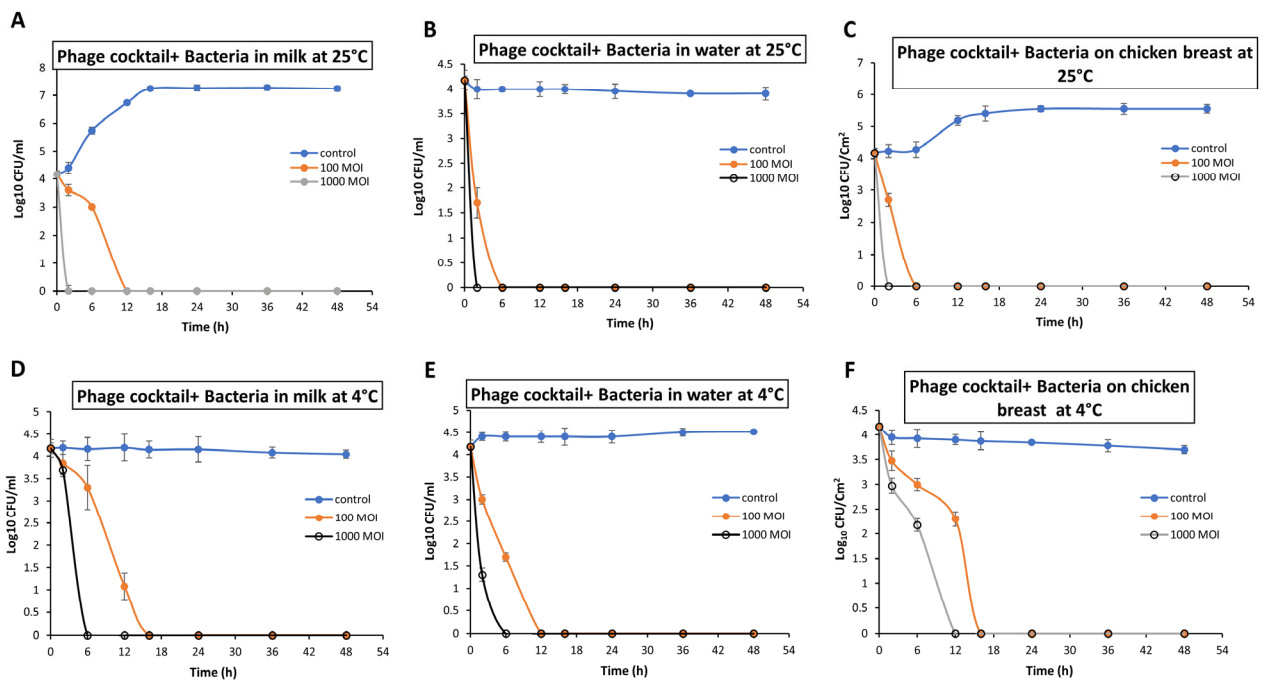 A
Phage cocktail+ Bacteria in milk at 25°C
8
7
6
5
4
3
2
1
0
Log10 CFU/ml
0 6 12 18 24 30 36 42 48 54
Time (h)
control
100 MOI
1000 MOI
B
Phage cocktail+ Bacteria in water at 25°C
4.5
4
3.5
3
2.5
2
1.5
1
0.5
0
Log10 CFU/ml
0 6 12 18 24 30 36 42 48 54
Time (h)
control
100 MOI
1000 MOI
C
Phage cocktail+ Bacteria on chicken breast at
25°C
7
6
5
4
3
2
1
0
Log10 CFU/Cm²
0 6 12 18 24 30 36 42 48 54
Time (h)
control
100 MOI
1000 MOI
D
Phage cocktail+ Bacteria in milk at 4°C
5
4.5
4
3.5
3
2.5
2
1.5
1
0.5
0
Log10 CFU/ml
0 6 12 18 24 30 36 42 48 54
Time (h)
control
100 MOI
1000 MOI
E
Phage cocktail+ Bacteria in water at 4°C
5
4.5
4
3.5
3
2.5
2
1.5
1
0.5
0
Log10 CFU/ml
0 6 12 18 24 30 36 42 48 54
Time (h)
control
100 MOI
1000 MOI
F
Phage cocktail+ Bacteria on chicken
breast at 4°C
4.5
4
3.5
3
2.5
2
1.5
1
0.5
0
Log₁₀ CFU/Cm²
0 6 12 18 24 30 36 42 48 54
Time (h)
control
100 MOI
1000 MOI